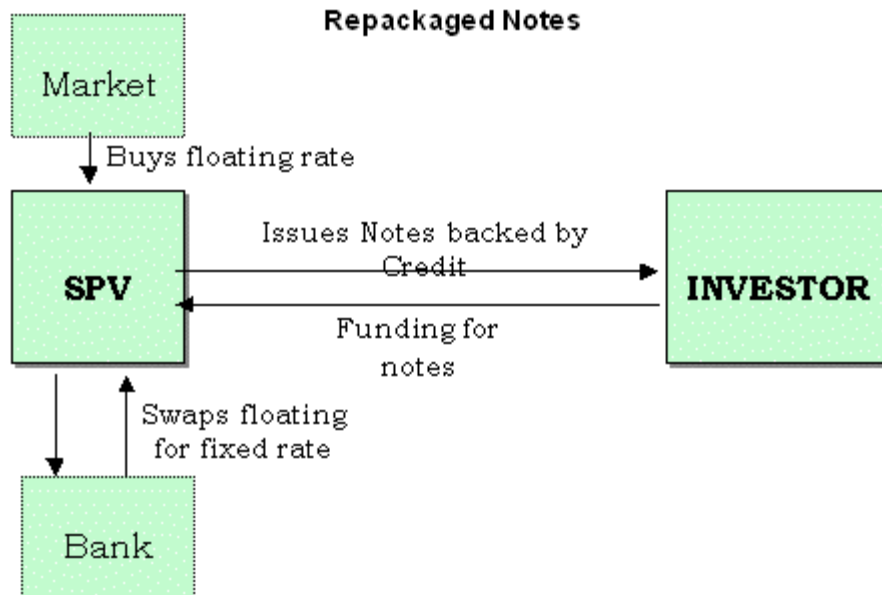 Repackaged Notes
Market
Buys floating rate
Issues Notes backed by
Credit
SPV
INVESTOR
Funding for
notes
Swaps floating
for fixed rate
Bank